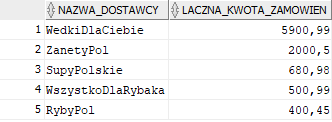 NAZWA_DOSTAWCY LACZNA_KWOTA_ZAMOWIEN
1 WedkiDlaCiebie 5900,99
2 ZanetyPol 2000,5
3 SupyPolskie 680,98
4 WszystkoDlaRybaka 500,99
5 RybyPol 400,45